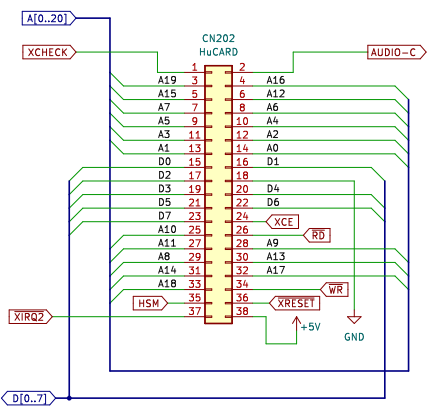 A[0..20]
CN202
HuCARD
XCHECK
AUDIO-C
1 2
A19 3 4 A16
A15 5 6 A12
A7 7 8 A6
A5 9 10 A4
A3 11 12 A2
A1 13 14 A0
D0 15 16 D1
D2 17 18
D3 19 20 D4
D5 21 22 D6
D7 23 24 XCE
A10 25 26 RD
A11 27 28 A9
A8 29 30 A13
A14 31 32 A17
A18 33 34 WR
HSM 35 36 XRESET
XIRQ2 37 38
+5V
GND
D[0..7]